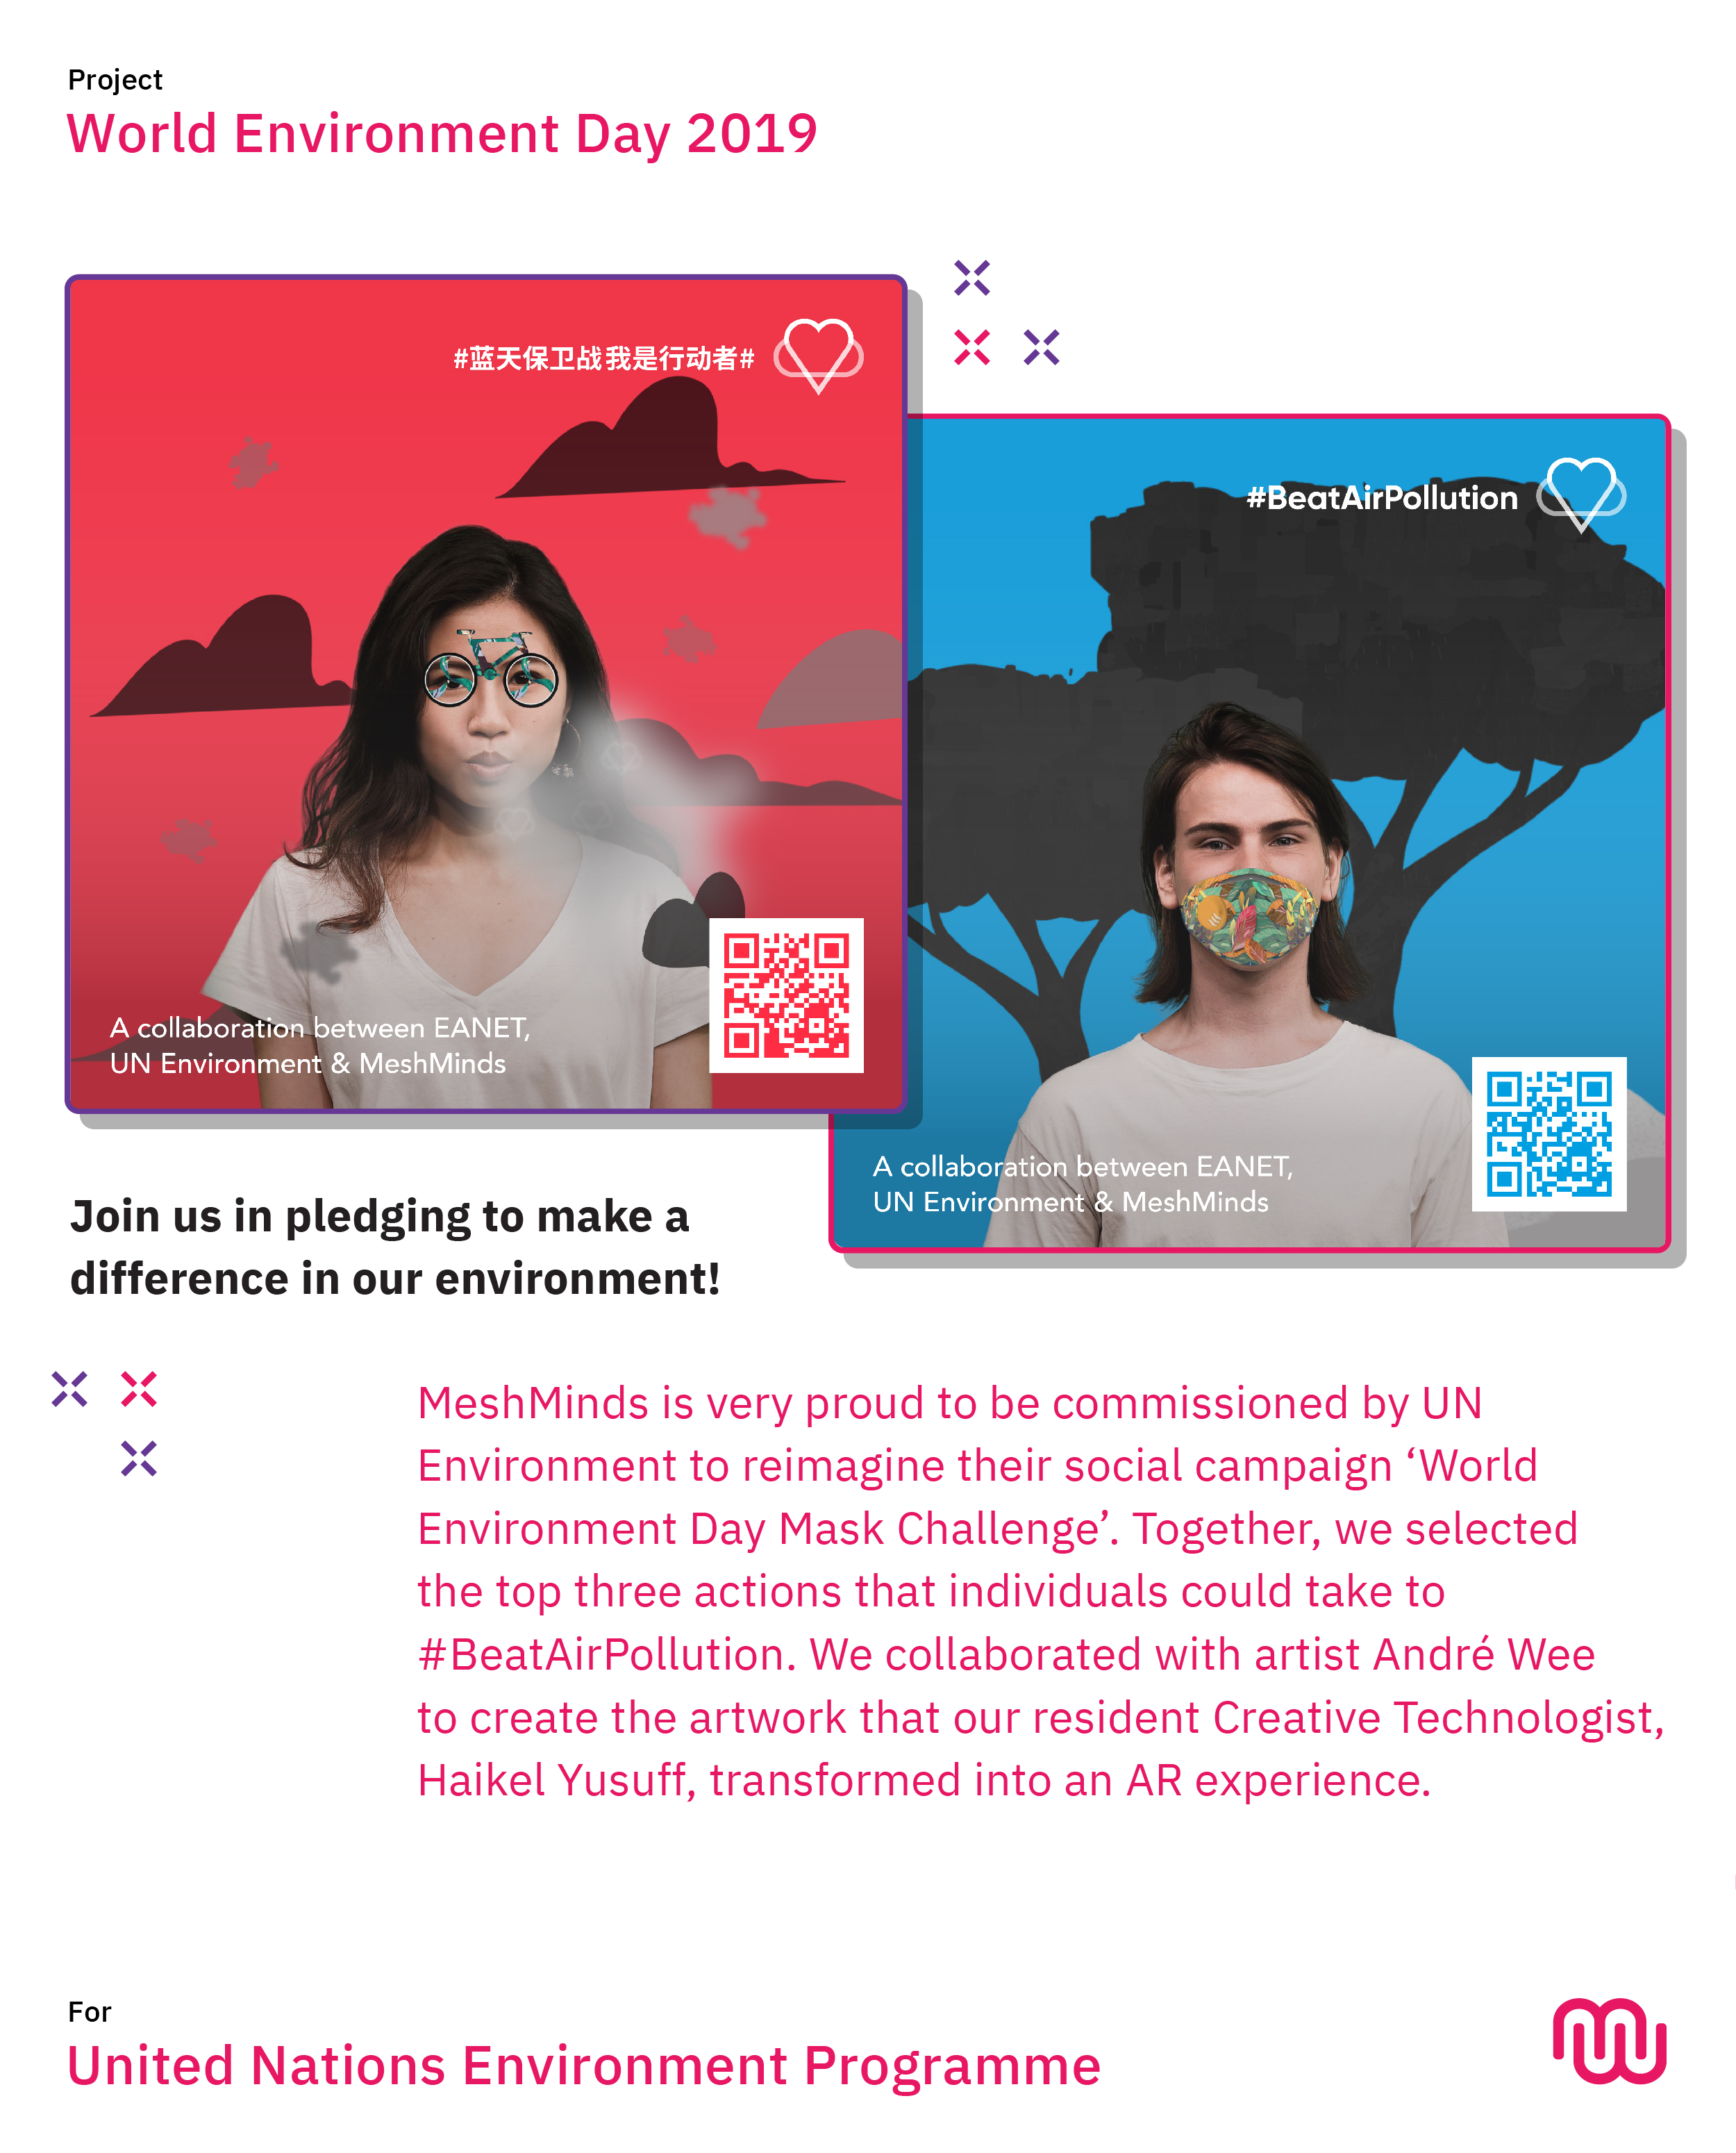 Project
World Environment Day 2019
#蓝天保卫战我是行动者#
A collaboration between EANET,
UN Environment & MeshMinds
#BeatAirPollution
A collaboration between EANET,
UN Environment & MeshMinds
Join us in pledging to make a
difference in our environment!
MeshMinds is very proud to be commissioned by UN
Environment to reimagine their social campaign ‘World
Environment Day Mask Challenge’. Together, we selected
the top three actions that individuals could take to
#BeatAirPollution. We collaborated with artist André Wee
to create the artwork that our resident Creative Technologist,
Haikel Yusuff, transformed into an AR experience.
For
United Nations Environment Programme